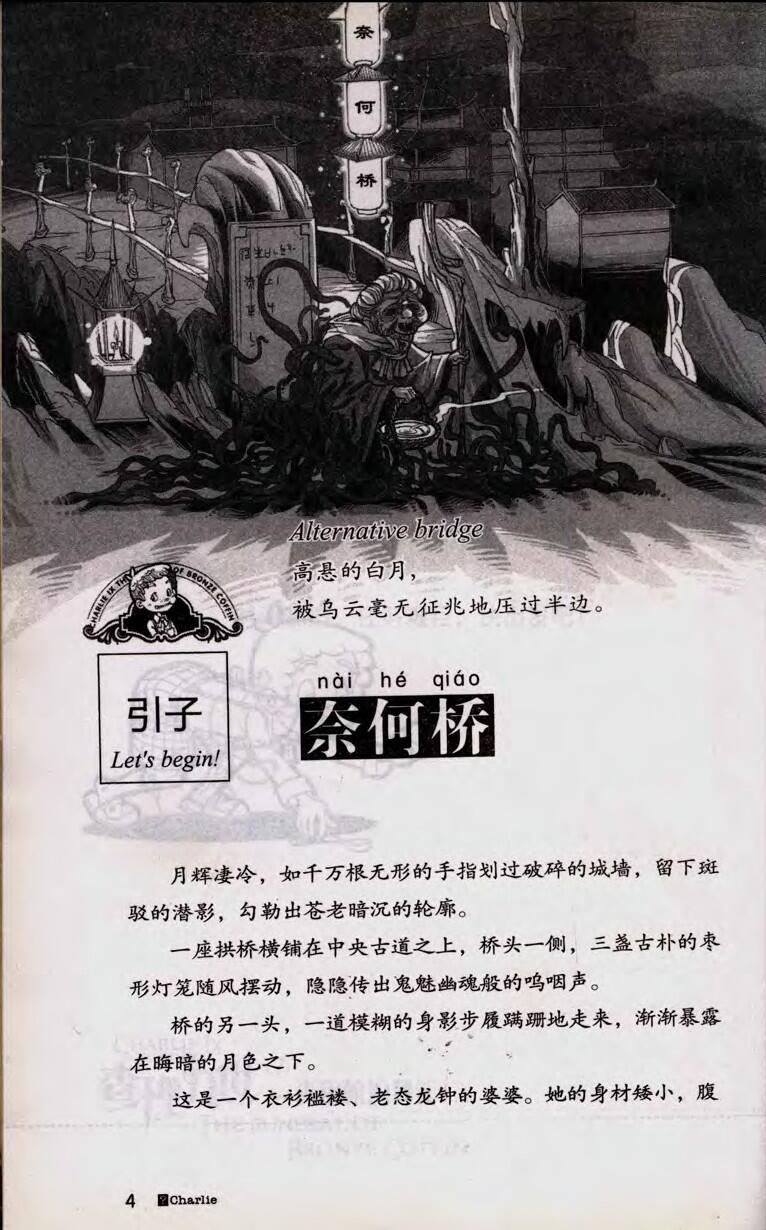 奈
何
桥
Alternative bridge
高悬的白月，
被乌云毫无征兆地压过半边。
CHARLIE IX THE OF BRONZE COFFIN
引子
Let's begin!
nài hé qiáo
奈何桥
月辉凄冷，如千万根无形的手指划过破碎的城墙，留下斑
驳的潜影，勾勒出苍老暗沉的轮廓。
一座拱桥横铺在中央古道之上，桥头一侧，三盏古朴的枣
形灯笼随风摆动，隐隐传出鬼魅幽魂般的呜咽声。
桥的另一头，一道模糊的身影步履蹒跚地走来，渐渐暴露
在晦暗的月色之下。
这是一个衣衫褴褛、老态龙钟的婆婆。她的身材矮小，腹
4 ?Charlie